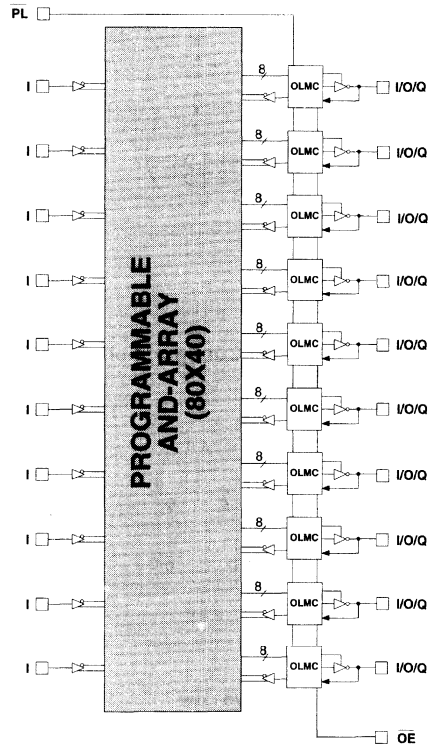 PL
I 8 OLMC I/O/Q
I 8 OLMC I/O/Q
I 8 OLMC I/O/Q
I 8 OLMC I/O/Q
I 8 OLMC I/O/Q
I 8 OLMC I/O/Q
I 8 OLMC I/O/Q
I 8 OLMC I/O/Q
I 8 OLMC I/O/Q
I 8 OLMC I/O/Q
PROGRAMMABLE
AND-ARRAY
(80X40)
OE